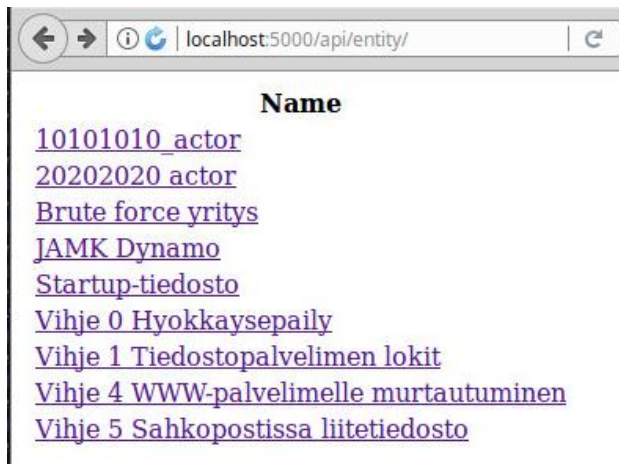 localhost:5000/api/entity/
Name
10101010_actor
20202020 actor
Brute force yritys
JAMK Dynamo
Startup-tiedosto
Vihje 0 Hyokkaysepaily
Vihje 1 Tiedostopalvelimen lokit
Vihje 4 WWW-palvelimelle murtautuminen
Vihje 5 Sahkopostissa liitetiedosto